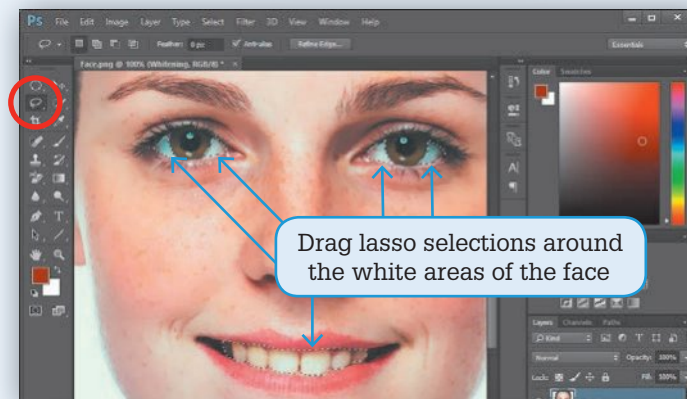 Ps File Edit Image Layer Type Select Filter 3D View Window Help
Feather: 0 px Anti-alias Refine Edge... Essentials
Face.png @ 100% (Whitening, RGB/8) * ×
Color Swatches
Drag lasso selections around
the white areas of the face
Layers Channels Paths
Kind
Normal Opacity: 100%
Lock: Fill: 100%